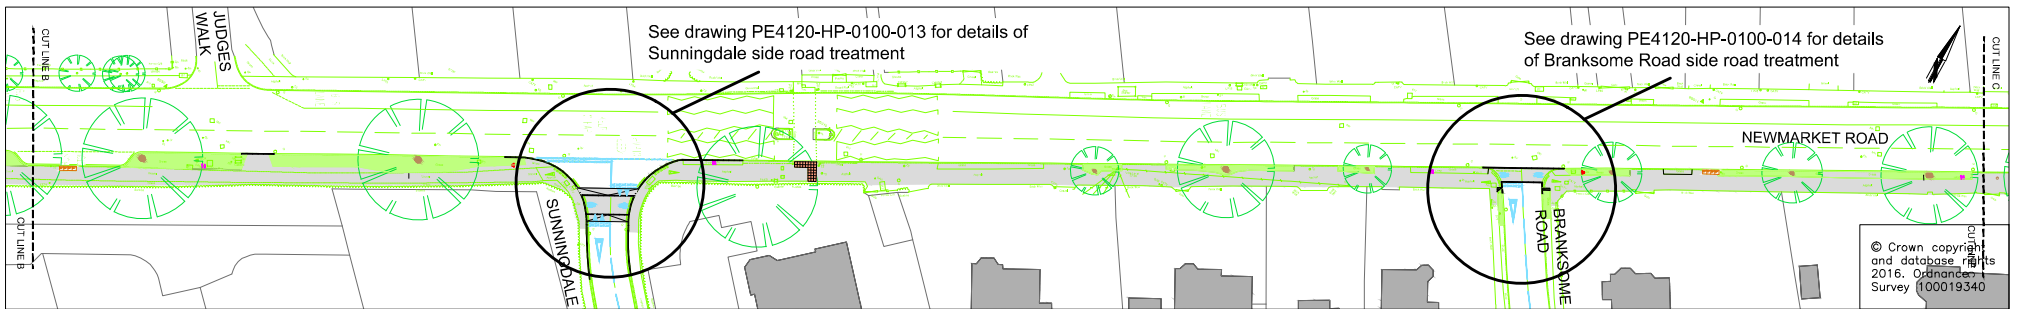 JUDGES
WALK
CUT LINE B
CUT LINE B
See drawing PE4120-HP-0100-013 for details of
Sunningdale side road treatment
See drawing PE4120-HP-0100-014 for details
of Branksome Road side road treatment
CUT LINE C
NEWMARKET ROAD
SUNNINGDALE
BRANKSOME
ROAD
© Crown copyright
and database rights
2016. Ordnance
Survey 100019340
CUT LINE C